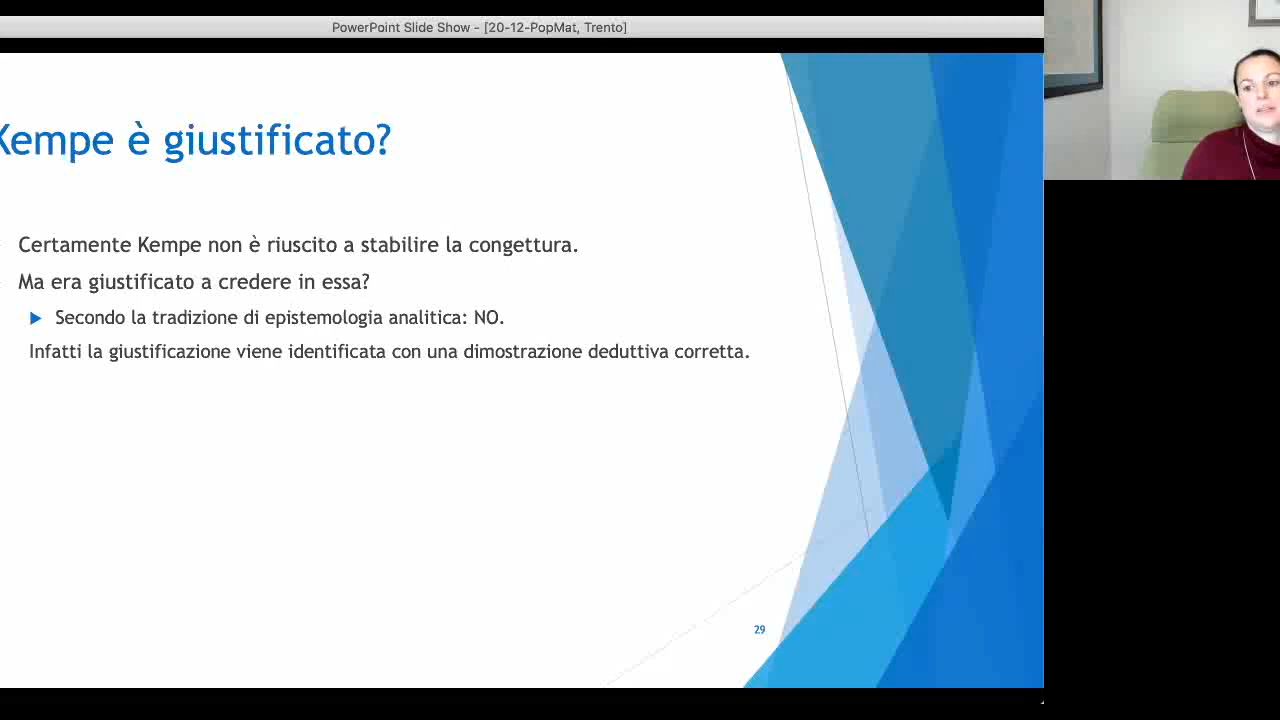 PowerPoint Slide Show - [20-12-PopMat, Trento]
Kempe è giustificato?
Certamente Kempe non è riuscito a stabilire la congettura.
Ma era giustificato a credere in essa?
Secondo la tradizione di epistemologia analitica: NO.
Infatti la giustificazione viene identificata con una dimostrazione deduttiva corretta.
29